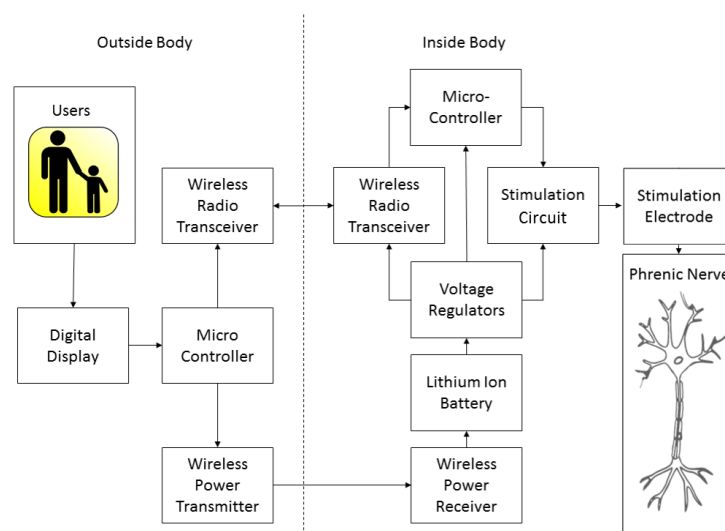 Outside Body
Inside Body
Users
Micro-
Controller
Wireless
Radio
Transceiver
Wireless
Radio
Transceiver
Stimulation
Circuit
Stimulation
Electrode
Phrenic Nerve
Digital
Display
Micro
Controller
Voltage
Regulators
Lithium Ion
Battery
Wireless
Power
Transmitter
Wireless
Power
Receiver